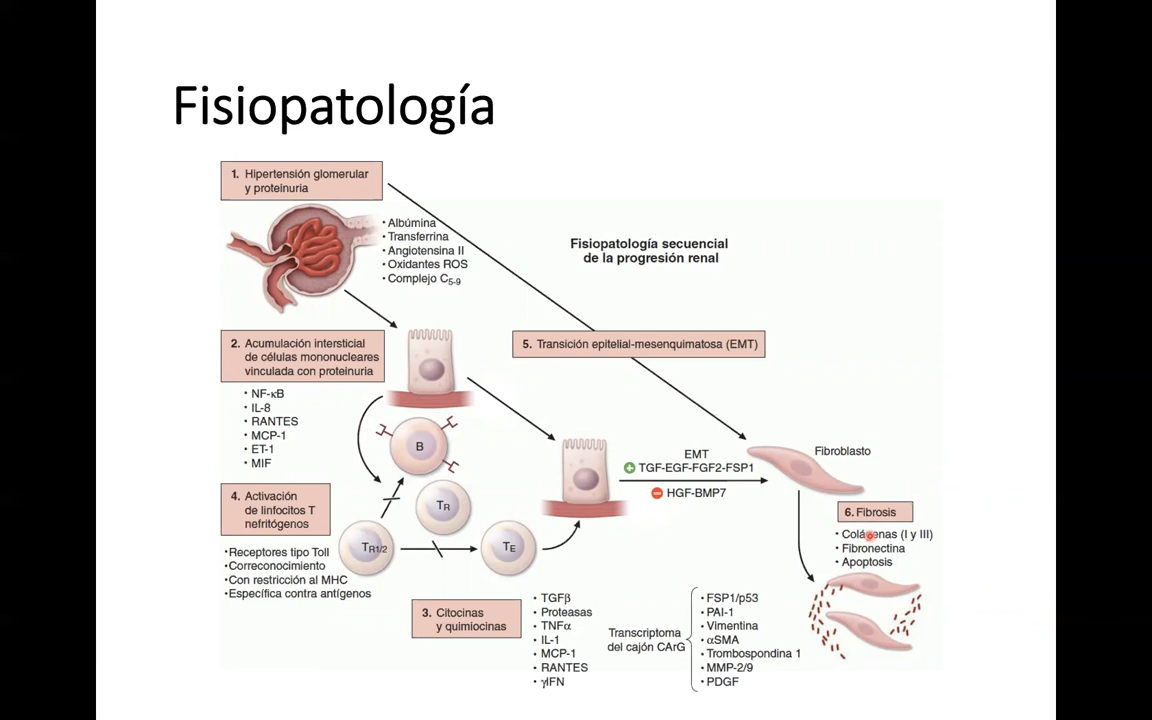 Fisiopatología
1. Hipertensión glomerular
y proteinuria
• Albúmina
• Transferrina
• Angiotensina II
• Oxidantes ROS
• Complejo C5-9
Fisiopatología secuencial
de la progresión renal
2. Acumulación intersticial
de células mononucleares
vinculada con proteinuria
• NF-κB
• IL-8
• RANTES
• MCP-1
• ET-1
• MIF
5. Transición epitelial-mesenquimatosa (EMT)
B
TR
4. Activación
de linfocitos T
nefritógenos
TR1/2
TE
•Receptores tipo Toll
•Correconocimiento
•Con restricción al MHC
•Específica contra antígenos
EMT
+ TGF-EGF-FGF2-FSP1
− HGF-BMP7
Fibroblasto
6. Fibrosis
• Colágenas (I y III)
• Fibronectina
• Apoptosis
3. Citocinas
y quimiocinas
• TGFβ
• Proteasas
• TNFα
• IL-1
• MCP-1
• RANTES
• γIFN
Transcriptoma
del cajón CArG
• FSP1/p53
• PAI-1
• Vimentina
• αSMA
• Trombospondina 1
• MMP-2/9
• PDGF